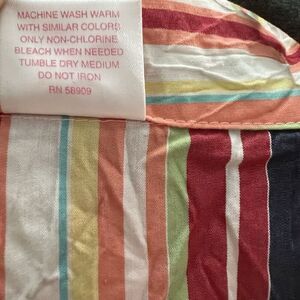 MACHINE WASH WARM
WITH SIMILAR COLORS
ONLY NON-CHLORINE
BLEACH WHEN NEEDED
TUMBLE DRY MEDIUM
DO NOT IRON
RN 58909